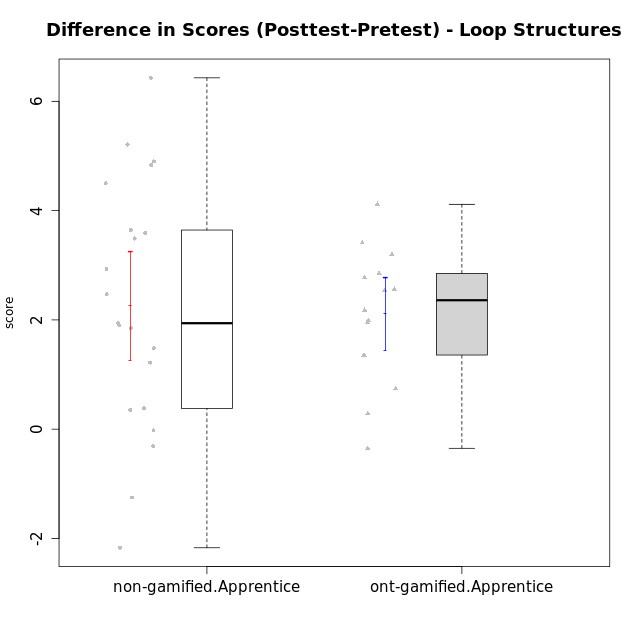 Difference in Scores (Posttest-Pretest) - Loop Structures
6
4
2
0
-2
score
non-gamified.Apprentice
ont-gamified.Apprentice